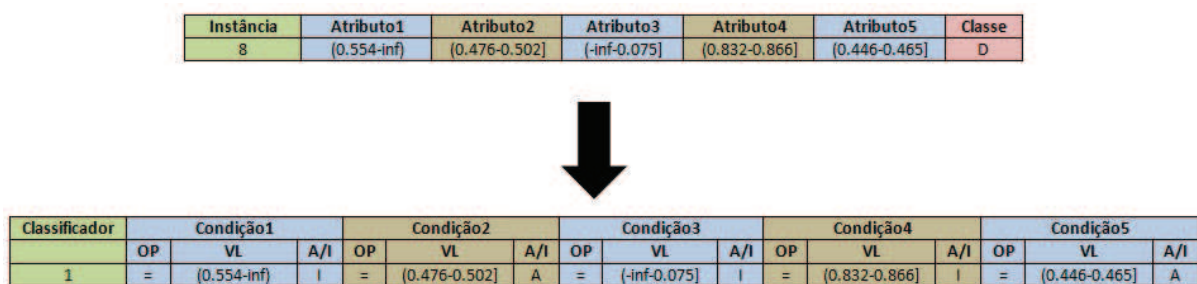 Instância Atributo1 Atributo2 Atributo3 Atributo4 Atributo5 Classe
8 (0.554-inf) (0.476-0.502] (-inf-0.075] (0.832-0.866] (0.446-0.465] D
Classificador Condição1 Condição2 Condição3 Condição4 Condição5
OP VL A/I OP VL A/I OP VL A/I OP VL A/I OP VL A/I
1 = (0.554-inf) I = (0.476-0.502] A = (-inf-0.075] I = (0.832-0.866] I = (0.446-0.465] A